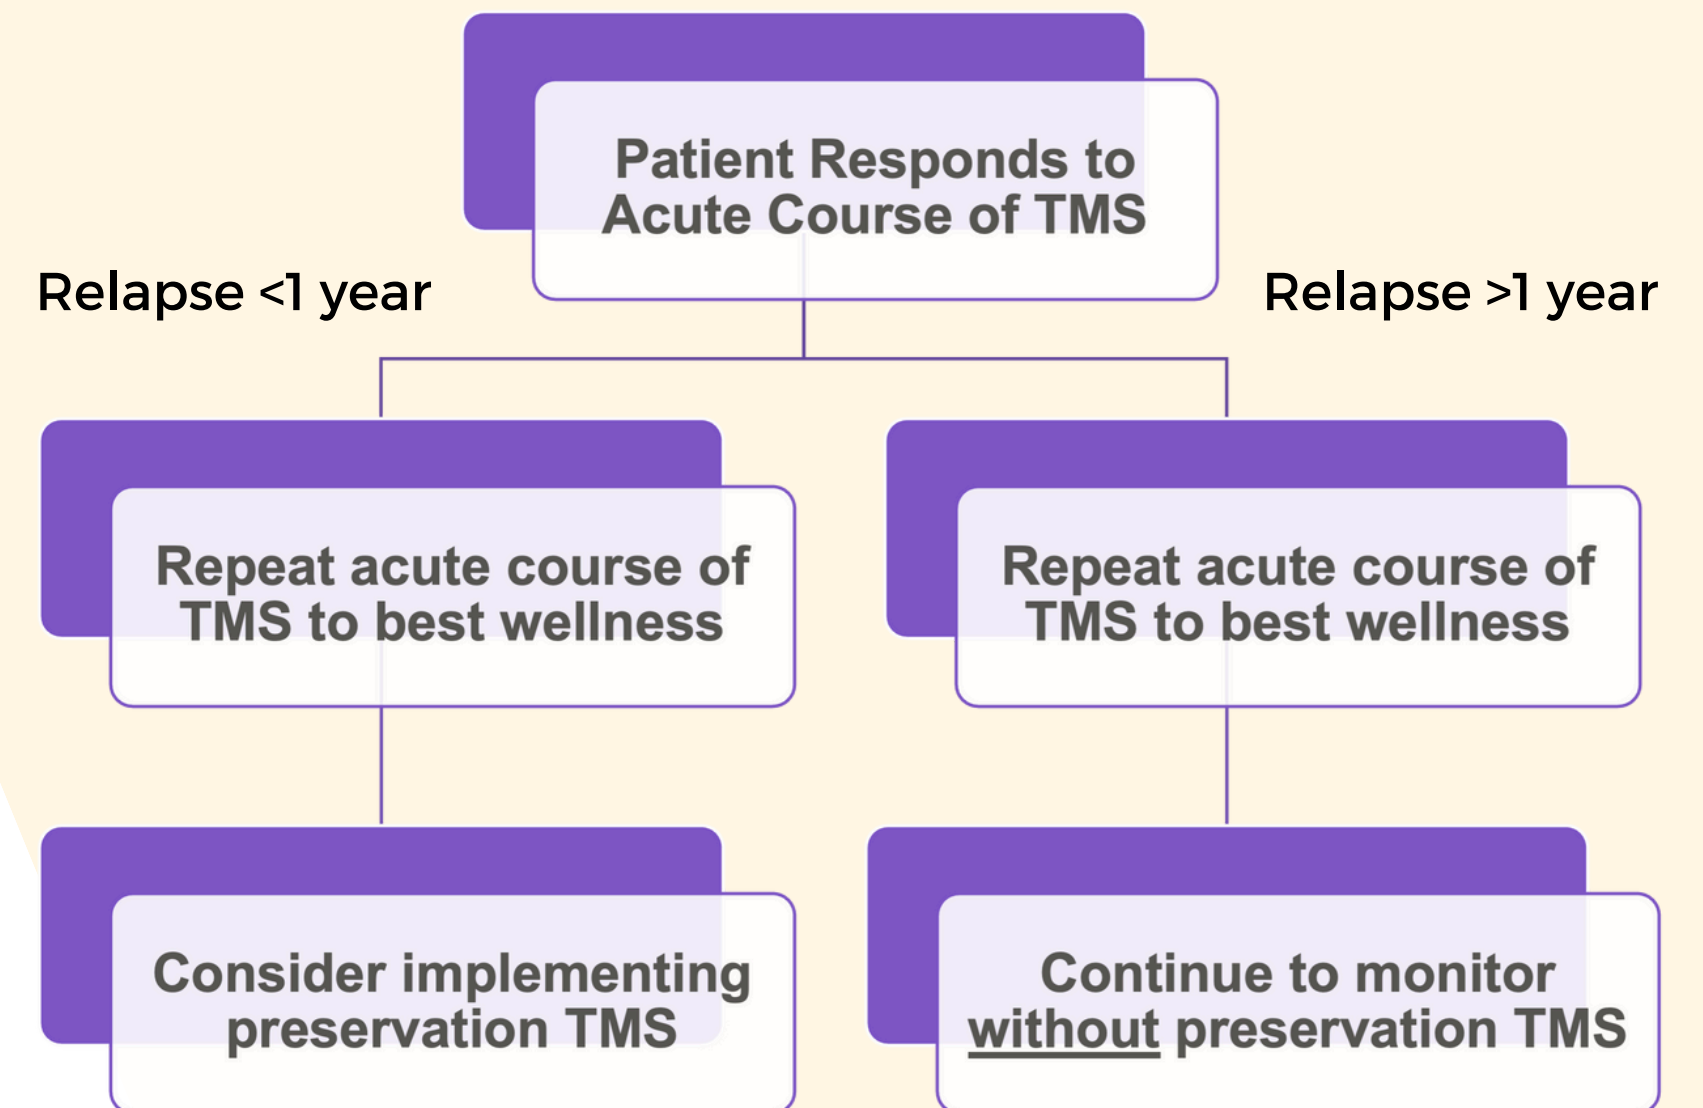 Patient Responds to
Acute Course of TMS
Relapse <1 year
Relapse >1 year
Repeat acute course of
TMS to best wellness
Repeat acute course of
TMS to best wellness
Consider implementing
preservation TMS
Continue to monitor
without preservation TMS